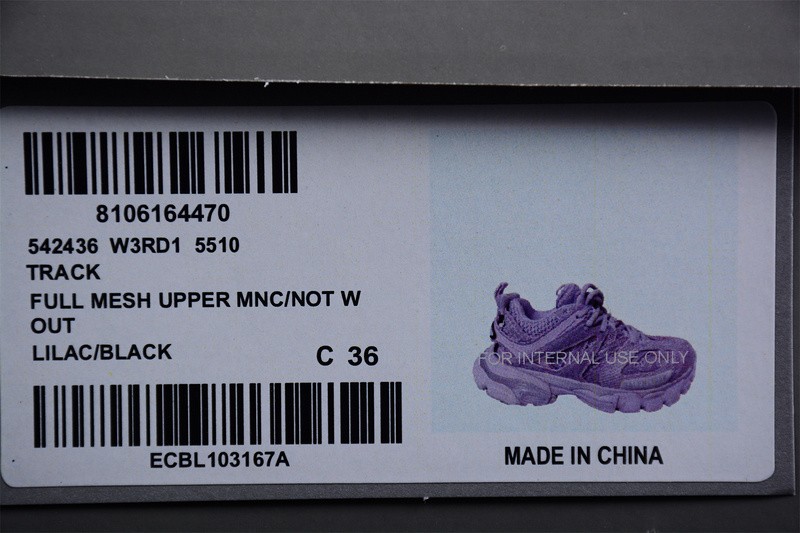 8106164470
542436 W3RD1 5510
TRACK
FULL MESH UPPER MNC/NOT W
OUT
LILAC/BLACK
C 36
ECBL103167A
FOR INTERNAL USE ONLY
MADE IN CHINA